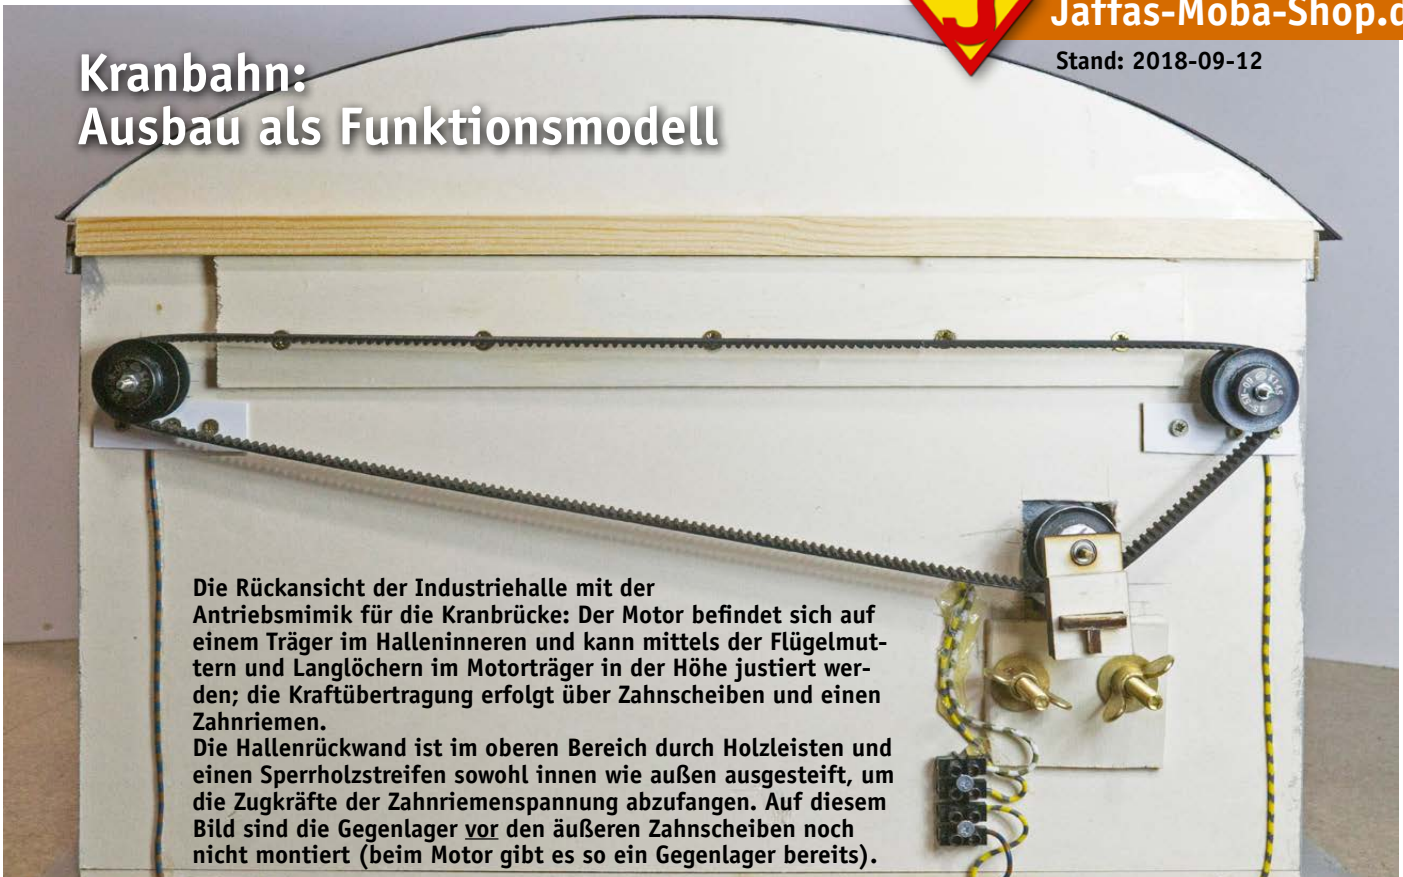 Jaffas-Moba-Shop.d
Stand: 2018-09-12
Kranbahn:
Ausbau als Funktionsmodell
Die Rückansicht der Industriehalle mit der
Antriebsmimik für die Kranbrücke: Der Motor befindet sich auf
einem Träger im Halleninneren und kann mittels der Flügelmut-
tern und Langlöchern im Motorträger in der Höhe justiert wer-
den; die Kraftübertragung erfolgt über Zahnscheiben und einen
Zahnriemen.
Die Hallenrückwand ist im oberen Bereich durch Holzleisten und
einen Sperrholzstreifen sowohl innen wie außen ausgesteift, um
die Zugkräfte der Zahnriemenspannung abzufangen. Auf diesem
Bild sind die Gegenlager vor den äußeren Zahnscheiben noch
nicht montiert (beim Motor gibt es so ein Gegenlager bereits).